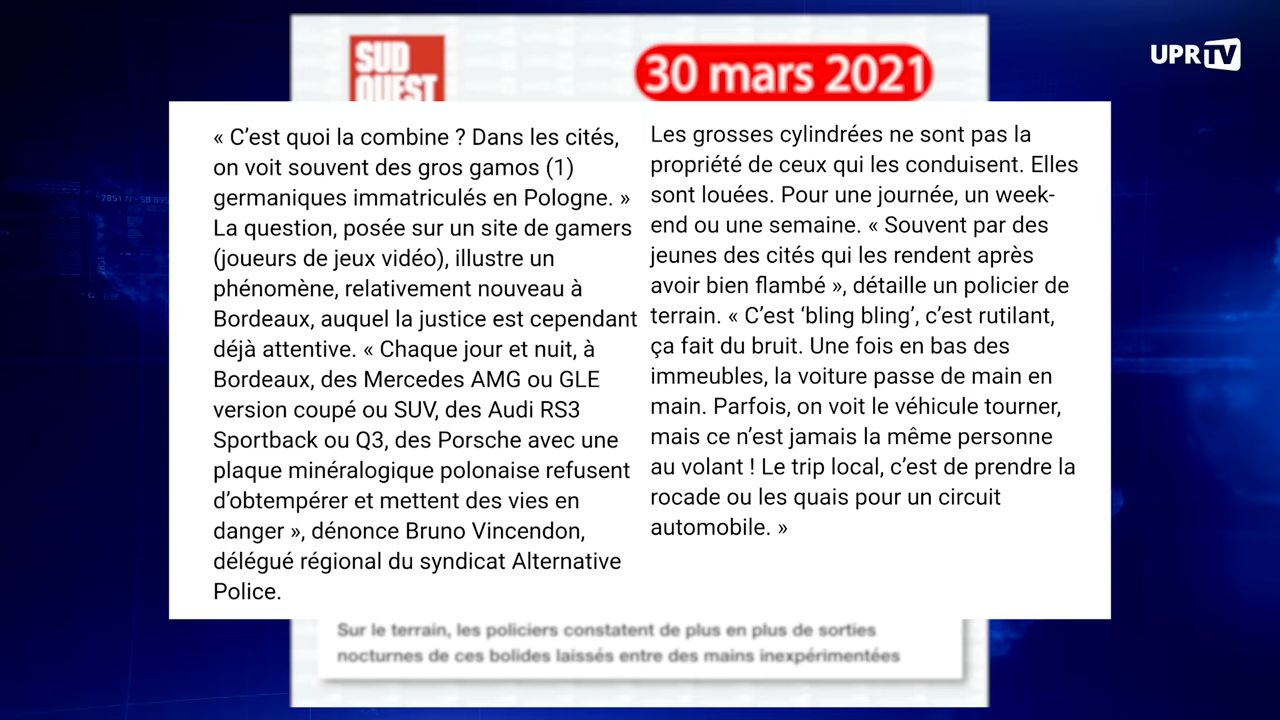 SUD
OUEST
30 mars 2021
UPR TV
7851 N - 58 895
« C’est quoi la combine ? Dans les cités,
on voit souvent des gros gamos (1)
germaniques immatriculés en Pologne. »
La question, posée sur un site de gamers
(joueurs de jeux vidéo), illustre un
phénomène, relativement nouveau à
Bordeaux, auquel la justice est cependant
déjà attentive. « Chaque jour et nuit, à
Bordeaux, des Mercedes AMG ou GLE
version coupé ou SUV, des Audi RS3
Sportback ou Q3, des Porsche avec une
plaque minéralogique polonaise refusent
d’obtempérer et mettent des vies en
danger », dénonce Bruno Vincendon,
délégué régional du syndicat Alternative
Police.
Les grosses cylindrées ne sont pas la
propriété de ceux qui les conduisent. Elles
sont louées. Pour une journée, un week-
end ou une semaine. « Souvent par des
jeunes des cités qui les rendent après
avoir bien flambé », détaille un policier de
terrain. « C’est ‘bling bling’, c’est rutilant,
ça fait du bruit. Une fois en bas des
immeubles, la voiture passe de main en
main. Parfois, on voit le véhicule tourner,
mais ce n’est jamais la même personne
au volant ! Le trip local, c’est de prendre la
rocade ou les quais pour un circuit
automobile. »
Sur le terrain, les policiers constatent de plus en plus de sorties
nocturnes de ces bolides laissés entre des mains inexpérimentées